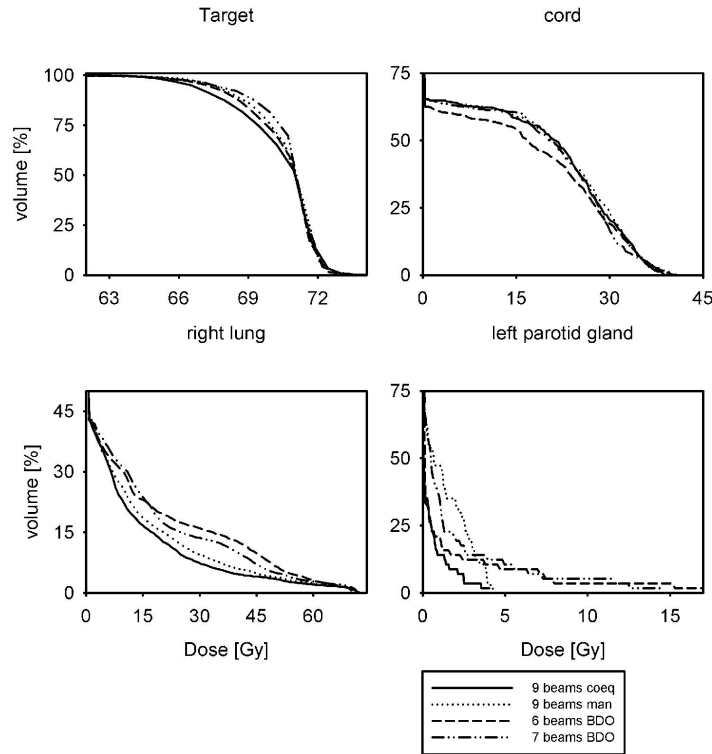 Target
cord
volume [%]
100
75
50
25
0
63
66
69
72
75
50
25
0
0
15
30
45
right lung
left parotid gland
volume [%]
45
30
15
0
0
15
30
45
60
Dose [Gy]
75
50
25
0
0
5
10
15
Dose [Gy]
9 beams coeq
9 beams man
6 beams BDO
7 beams BDO